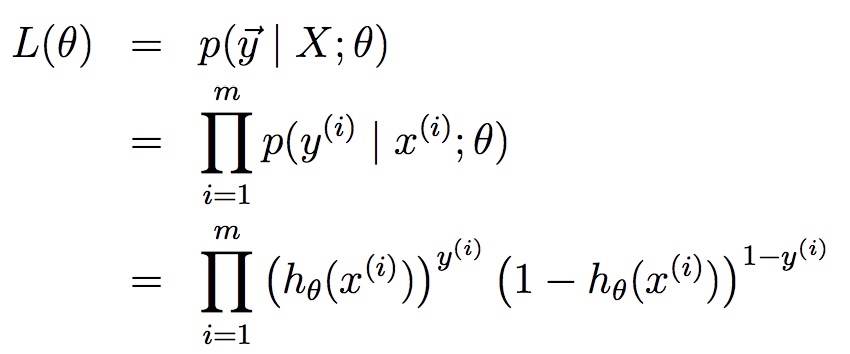 L(θ) = p(y⃗ | X; θ)
= ∏_{i=1}^{m} p(y^{(i)} | x^{(i)}; θ)
= ∏_{i=1}^{m} (h_θ(x^{(i)}))^{y^{(i)}} (1 − h_θ(x^{(i)}))^{1−y^{(i)}}